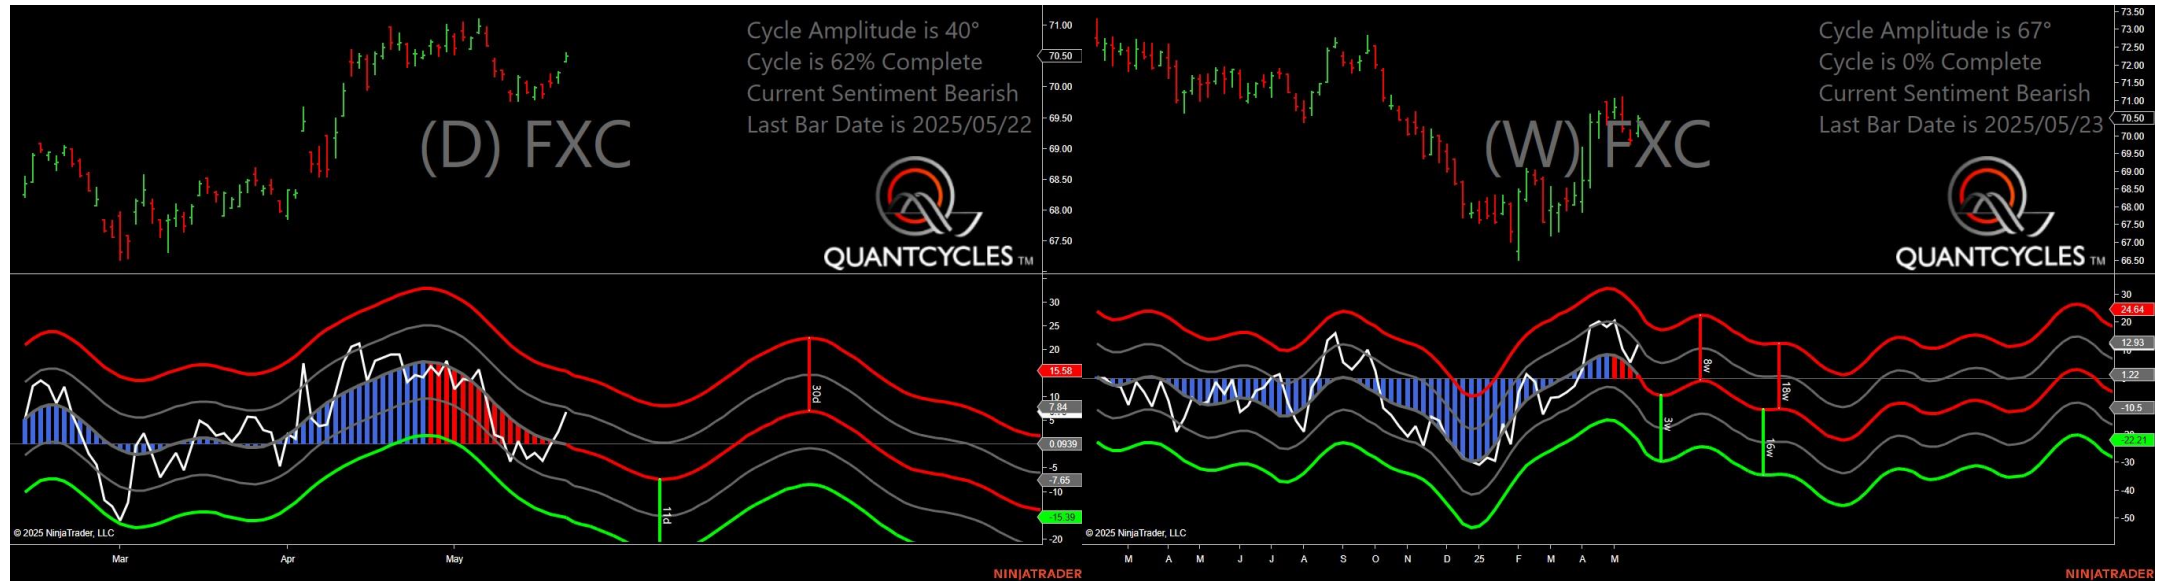 Cycle Amplitude is 40°
Cycle is 62% Complete
Current Sentiment Bearish
Last Bar Date is 2025/05/22
(D) FXC
QUANTCYCLES TM
71.00
70.50
70.00
69.50
69.00
68.50
68.00
67.50
30
25
20
15.58
10
7.84
5
0.0939
-5
-7.65
-10
-15.39
-20
30d
11d
© 2025 NinjaTrader, LLC
Mar
Apr
May
NINJATRADER
Cycle Amplitude is 67°
Cycle is 0% Complete
Current Sentiment Bearish
Last Bar Date is 2025/05/23
(W) FXC
QUANTCYCLES TM
73.50
73.00
72.50
72.00
71.50
71.00
70.50
70.00
69.50
69.00
68.50
68.00
67.50
67.00
66.50
30
24.64
20
12.93
1.22
-10.5
-22.21
-30
-40
-50
8w
18w
3w
16w
© 2025 NinjaTrader, LLC
M
A
M
J
J
A
S
O
N
D
25
F
M
A
M
NINJATRADER